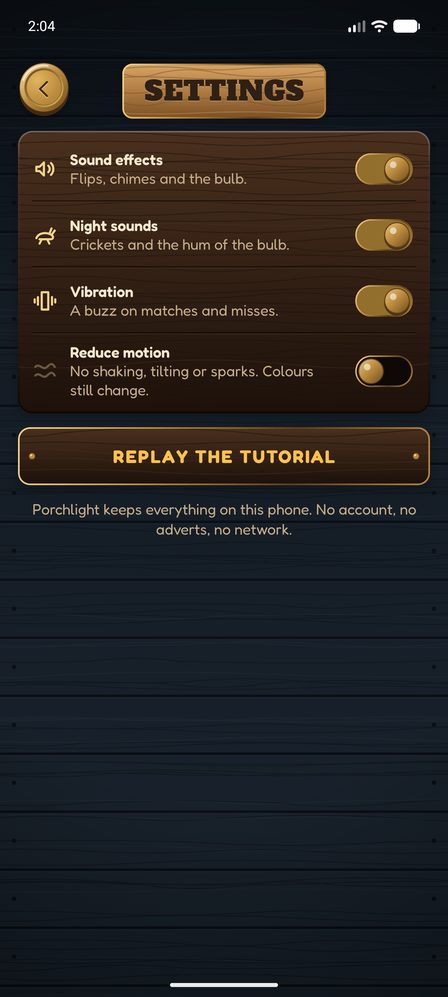 2:04
SETTINGS
Sound effects
Flips, chimes and the bulb.
Night sounds
Crickets and the hum of the bulb.
Vibration
A buzz on matches and misses.
Reduce motion
No shaking, tilting or sparks. Colours
still change.
REPLAY THE TUTORIAL
Porchlight keeps everything on this phone. No account, no
adverts, no network.